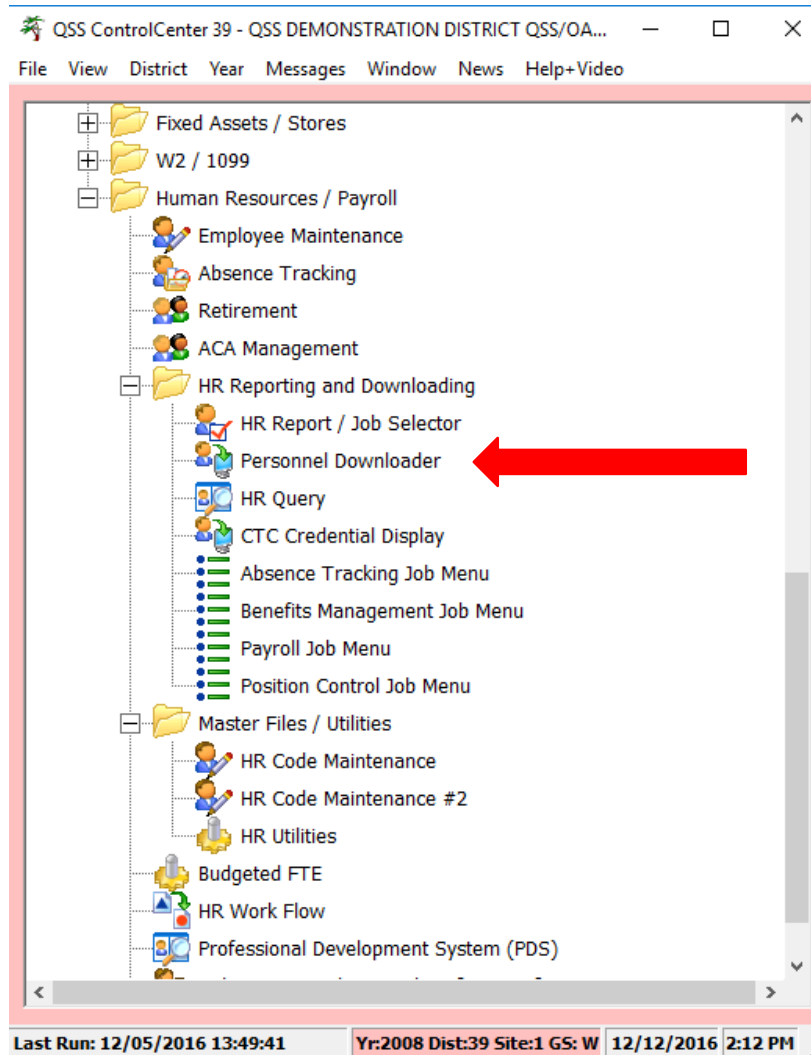 QSS ControlCenter 39 - QSS DEMONSTRATION DISTRICT QSS/OA...
File View District Year Messages Window News Help+Video
Fixed Assets / Stores
W2 / 1099
Human Resources / Payroll
Employee Maintenance
Absence Tracking
Retirement
ACA Management
HR Reporting and Downloading
HR Report / Job Selector
Personnel Downloader
HR Query
CTC Credential Display
Absence Tracking Job Menu
Benefits Management Job Menu
Payroll Job Menu
Position Control Job Menu
Master Files / Utilities
HR Code Maintenance
HR Code Maintenance #2
HR Utilities
Budgeted FTE
HR Work Flow
Professional Development System (PDS)
Last Run: 12/05/2016 13:49:41 Yr:2008 Dist:39 Site:1 GS: W 12/12/2016 2:12 PM